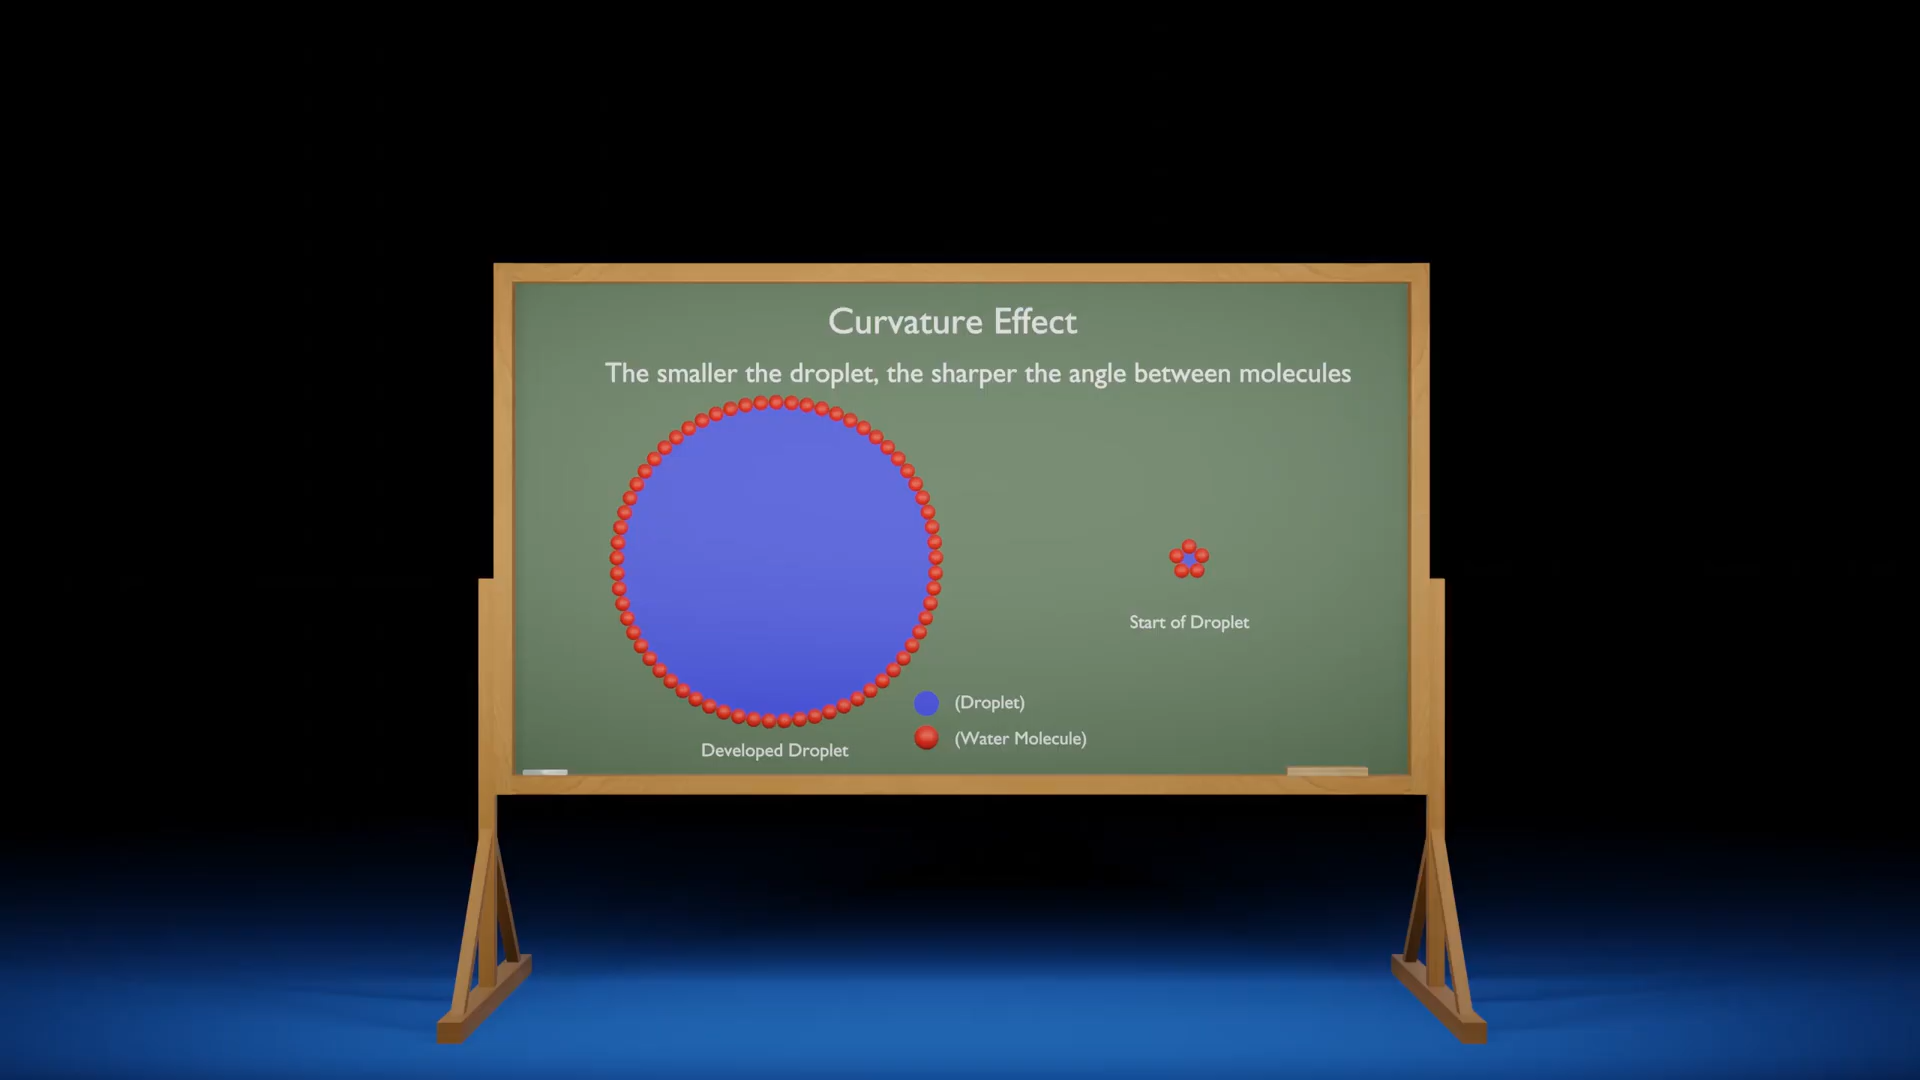 Curvature Effect
The smaller the droplet, the sharper the angle between molecules
Start of Droplet
(Droplet)
(Water Molecule)
Developed Droplet